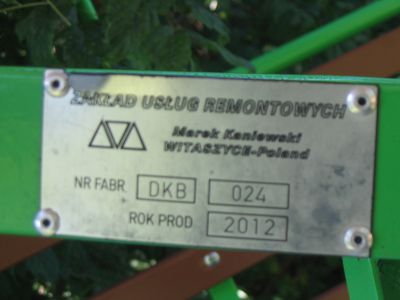 ZAKŁAD USŁUG REMONTOWYCH
Marek Kaniewski
WITASZYCE-Poland
NR FABR. DKB 024
ROK PROD 2012